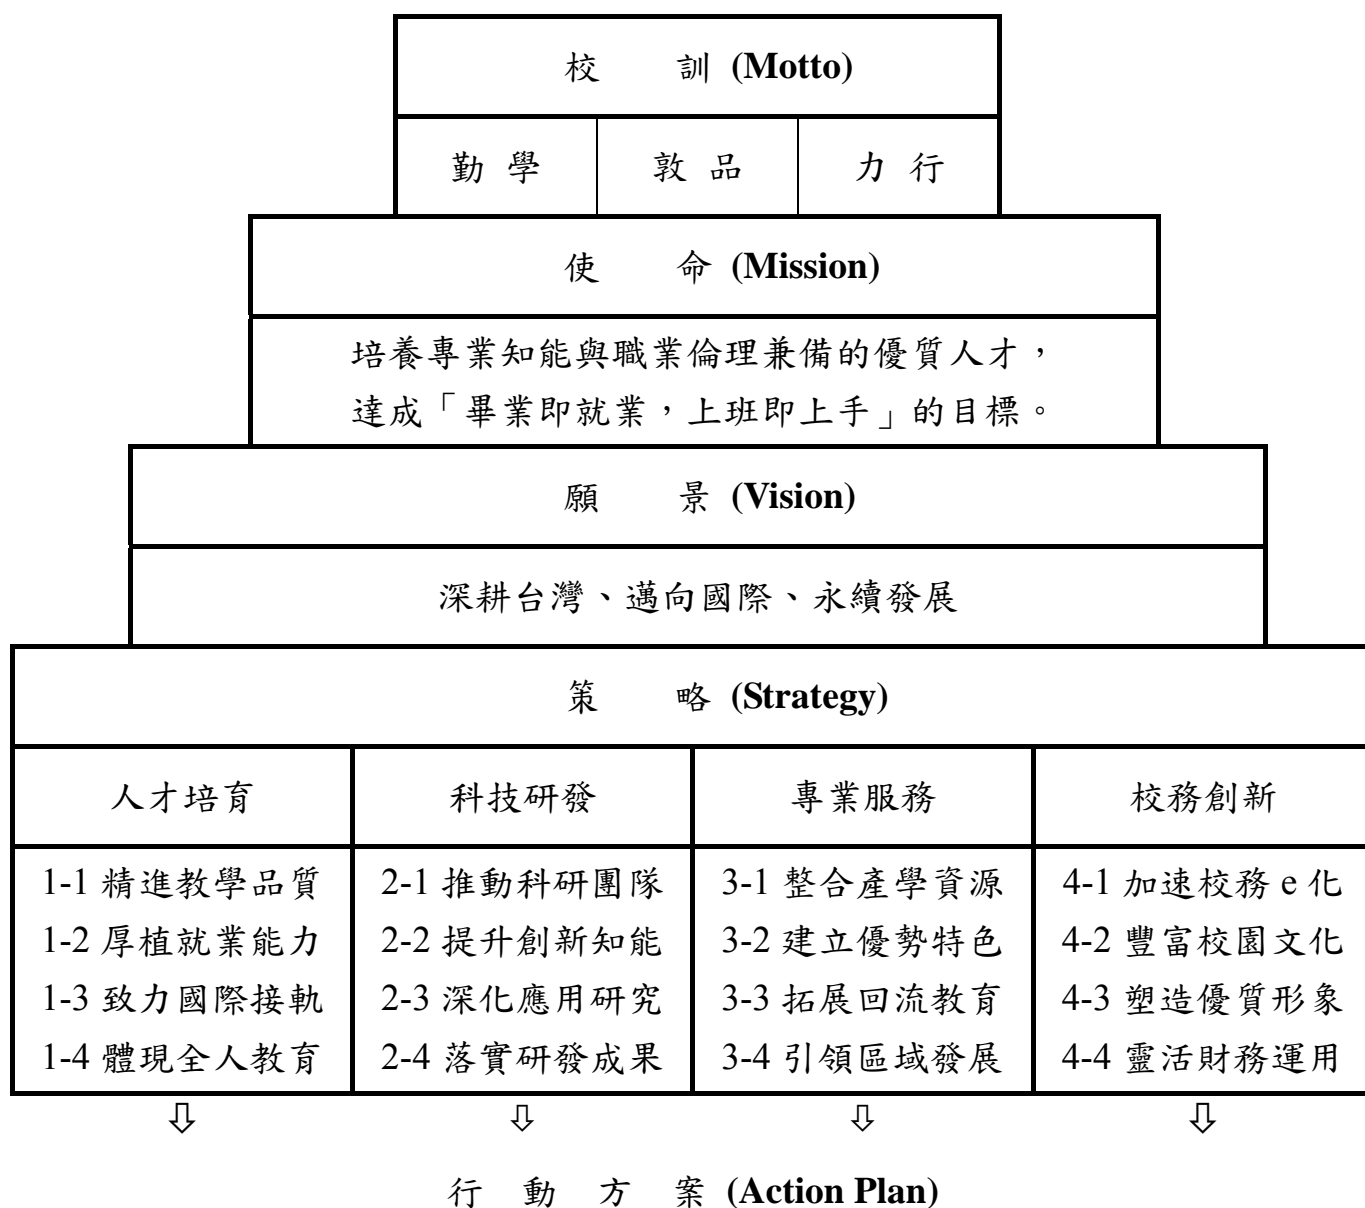 校 訓 (Motto)
勤 學 敦 品 力 行
使 命 (Mission)
培養專業知能與職業倫理兼備的優質人才，
達成「畢業即就業，上班即上手」的目標。
願 景 (Vision)
深耕台灣、邁向國際、永續發展
策 略 (Strategy)
人才培育 科技研發 專業服務 校務創新
1-1 精進教學品質 2-1 推動科研團隊 3-1 整合產學資源 4-1 加速校務 e 化
1-2 厚植就業能力 2-2 提升創新知能 3-2 建立優勢特色 4-2 豐富校園文化
1-3 致力國際接軌 2-3 深化應用研究 3-3 拓展回流教育 4-3 塑造優質形象
1-4 體現全人教育 2-4 落實研發成果 3-4 引領區域發展 4-4 靈活財務運用
⇩ ⇩ ⇩ ⇩
行 動 方 案 (Action Plan)